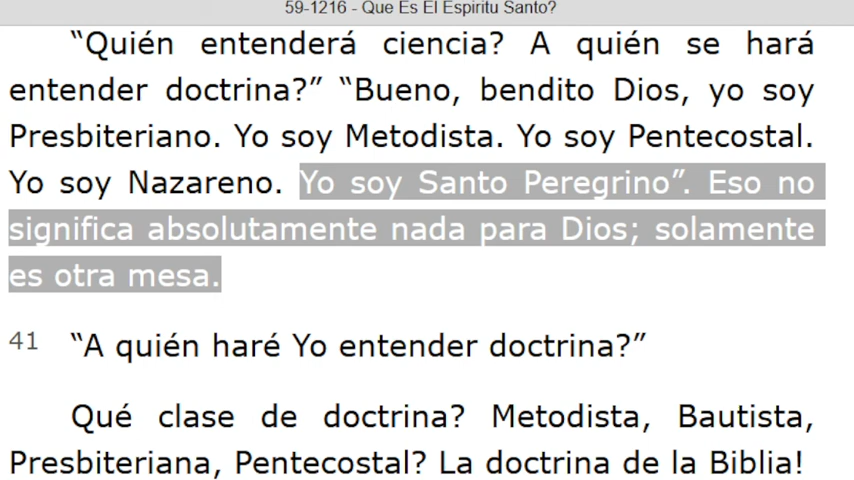 59-1216 - Que Es El Espiritu Santo?
“Quién entenderá ciencia? A quién se hará
entender doctrina?” “Bueno, bendito Dios, yo soy
Presbiteriano. Yo soy Metodista. Yo soy Pentecostal.
Yo soy Nazareno. Yo soy Santo Peregrino”. Eso no
significa absolutamente nada para Dios; solamente
es otra mesa.
41 “A quién haré Yo entender doctrina?”
Qué clase de doctrina? Metodista, Bautista,
Presbiteriana, Pentecostal? La doctrina de la Biblia!